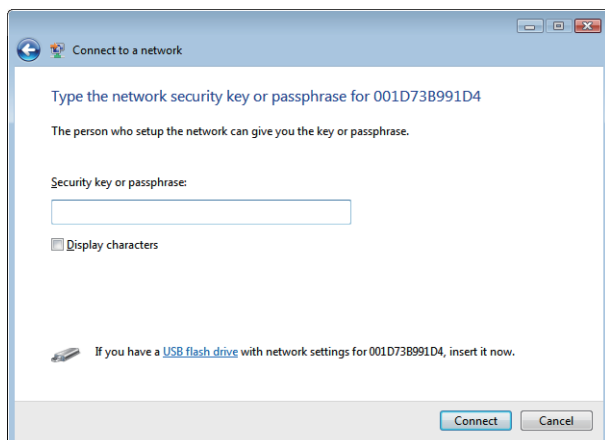 Connect to a network
Type the network security key or passphrase for 001D73B991D4
The person who setup the network can give you the key or passphrase.
Security key or passphrase:
Display characters
If you have a USB flash drive with network settings for 001D73B991D4, insert it now.
Connect Cancel